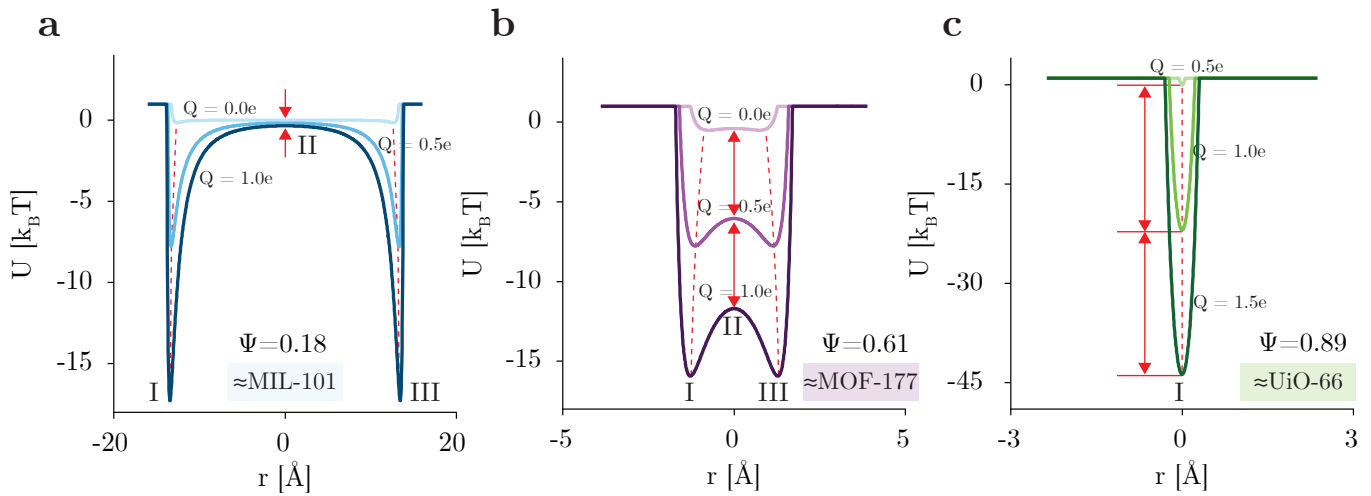 a
U [kBT]
0
-5
-10
-15
Q = 0.0e
II
Q = 0.5e
Q = 1.0e
Ψ=0.18
≈MIL-101
I
III
-20
0
20
r [Å]
b
U [kBT]
0
-5
-10
-15
Q = 0.0e
Q = 0.5e
Q = 1.0e
II
Ψ=0.61
≈MOF-177
I
III
-5
0
5
r [Å]
c
U [kBT]
0
-15
-30
-45
Q = 0.5e
Q = 1.0e
Q = 1.5e
Ψ=0.89
≈UiO-66
I
-3
0
3
r [Å]